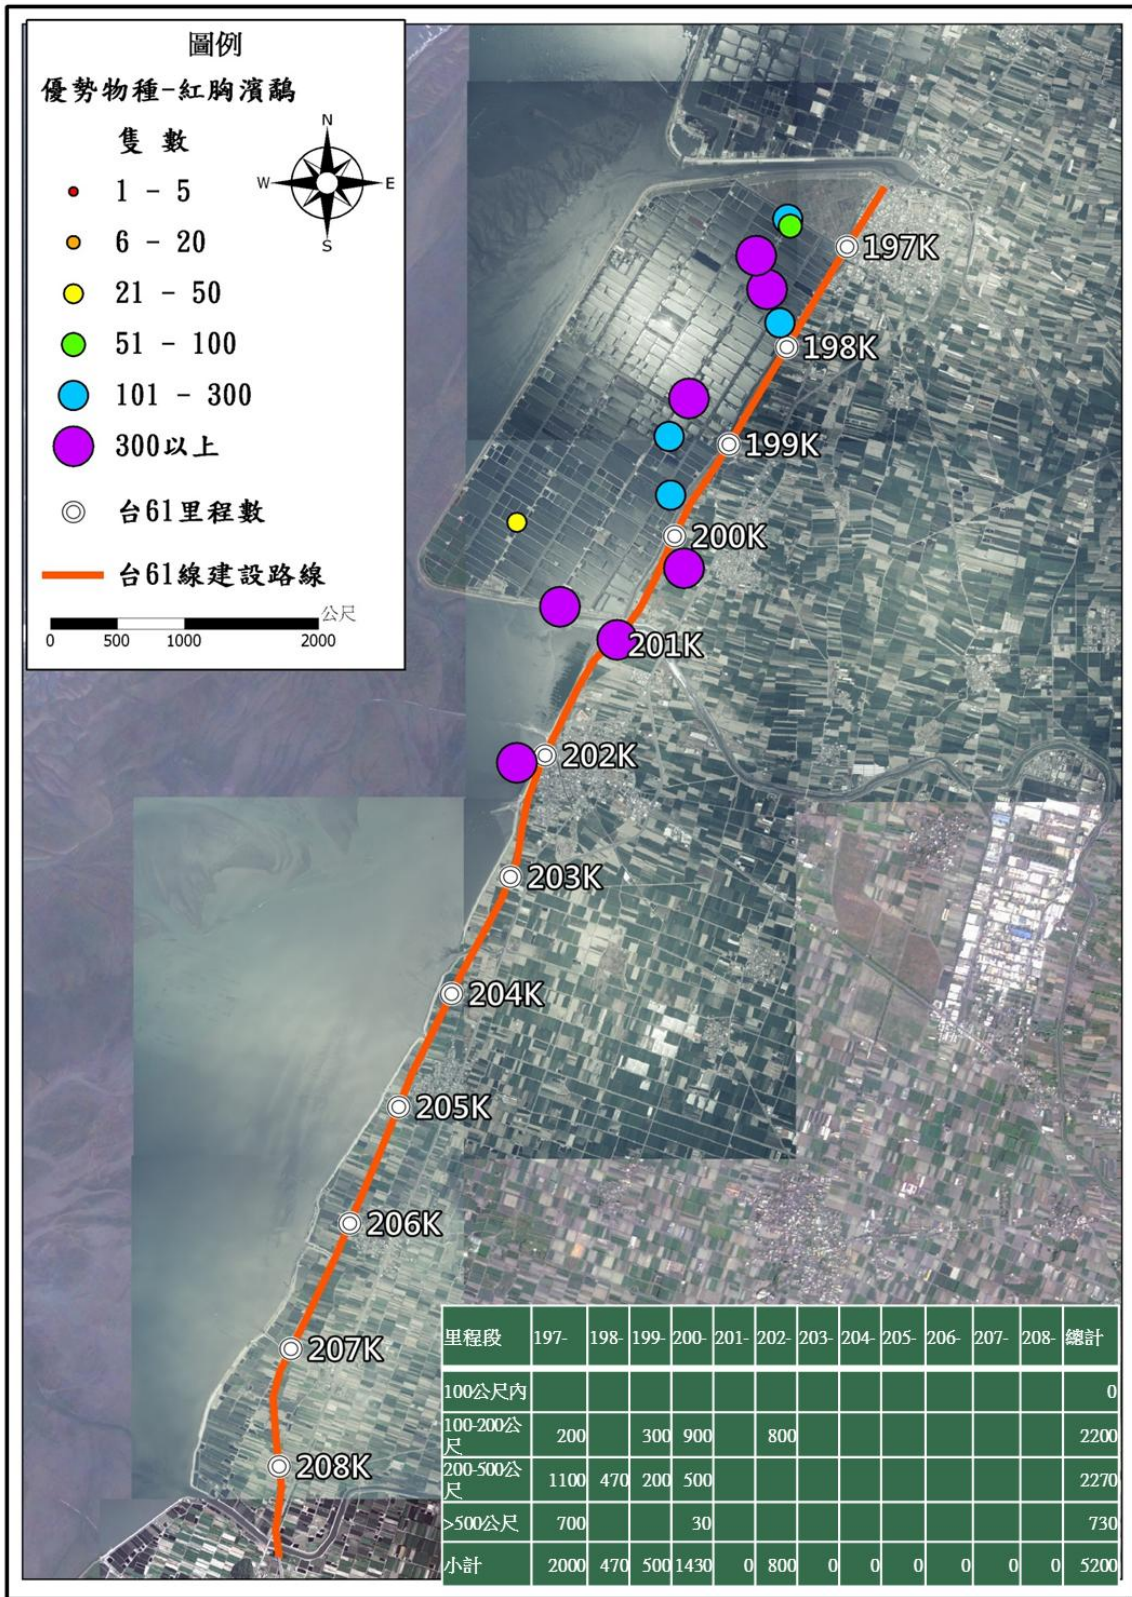 圖例
優勢物種-紅胸濱鷸
隻 數
1 - 5
6 - 20
21 - 50
51 - 100
101 - 300
300以上
台61里程數
台61線建設路線
公尺
0 500 1000 2000
N
W E
S
197K
198K
199K
200K
201K
202K
203K
204K
205K
206K
207K
208K
里程段 197- 198- 199- 200- 201- 202- 203- 204- 205- 206- 207- 208- 總計
100公尺內 0
100-200公尺 200 300 900 800 2200
200-500公尺 1100 470 200 500 2270
>500公尺 700 30 730
小計 2000 470 500 1430 0 800 0 0 0 0 0 0 5200